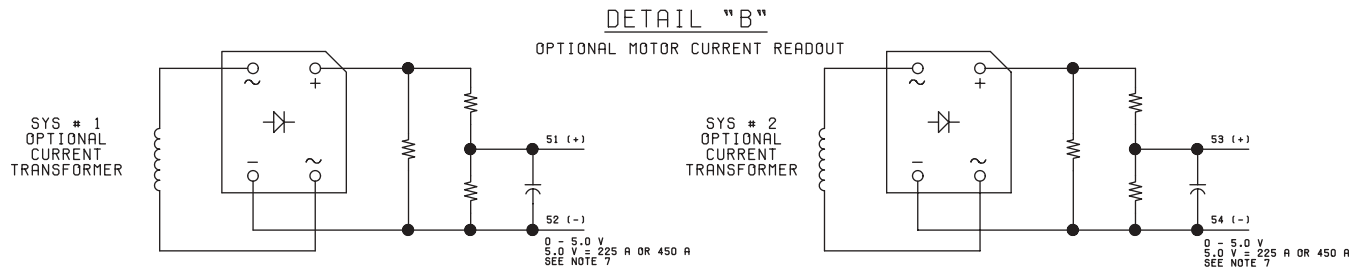 DETAIL "B"
OPTIONAL MOTOR CURRENT READOUT
SYS # 1
OPTIONAL
CURRENT
TRANSFORMER
~
+
−
~
51 (+)
52 (-)
0 - 5.0 V
5.0 V = 225 A OR 450 A
SEE NOTE 7
SYS # 2
OPTIONAL
CURRENT
TRANSFORMER
~
+
−
~
53 (+)
54 (-)
0 - 5.0 V
5.0 V = 225 A OR 450 A
SEE NOTE 7